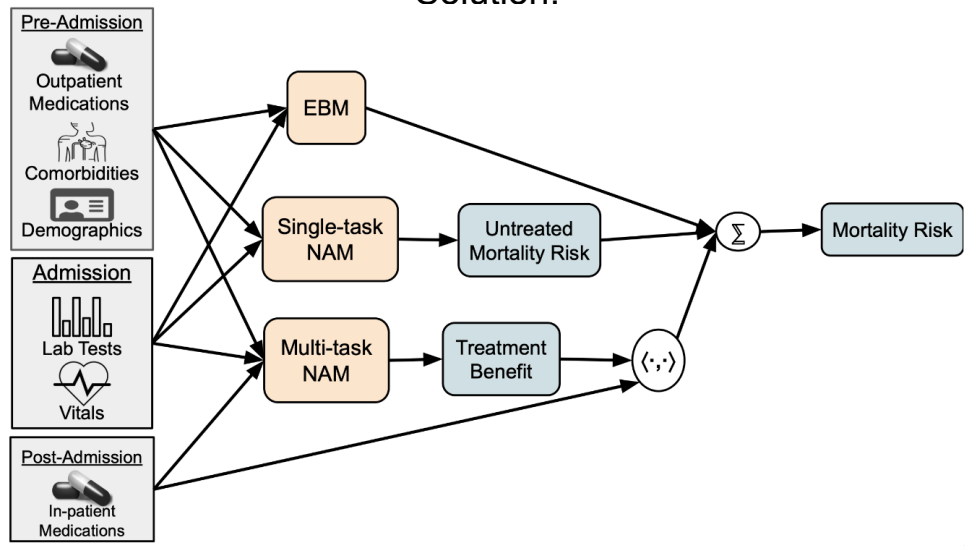 Solution:
Pre-Admission
Outpatient
Medications
Comorbidities
Demographics
Admission
Lab Tests
Vitals
Post-Admission
In-patient
Medications
EBM
Single-task
NAM
Multi-task
NAM
Untreated
Mortality Risk
Treatment
Benefit
⟨·,·⟩
∑
Mortality Risk